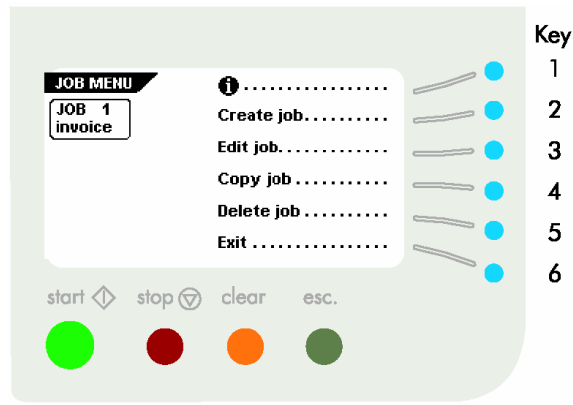 Key
JOB MENU
JOB 1
invoice
i .................
Create job..........
Edit job.............
Copy job ...........
Delete job ..........
Exit ................
1
2
3
4
5
6
start stop clear esc.